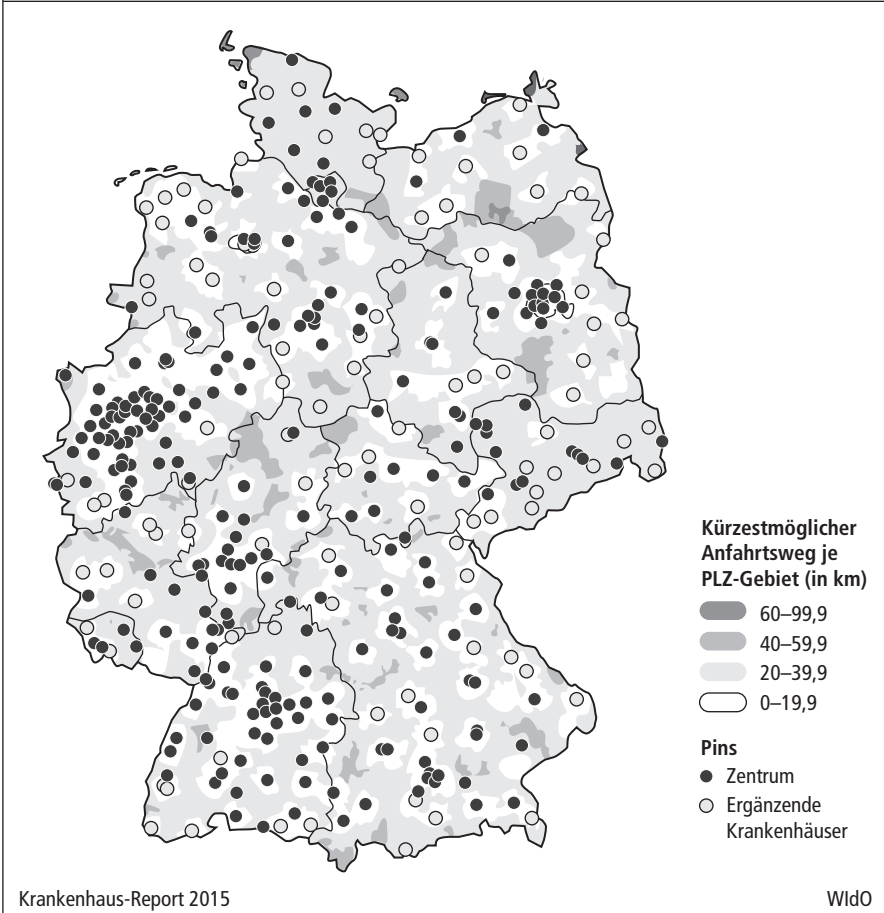 Kürzestmöglicher
Anfahrtsweg je
PLZ-Gebiet (in km)
60–99,9
40–59,9
20–39,9
0–19,9
Pins
Zentrum
Ergänzende
Krankenhäuser
Krankenhaus-Report 2015 WIdO